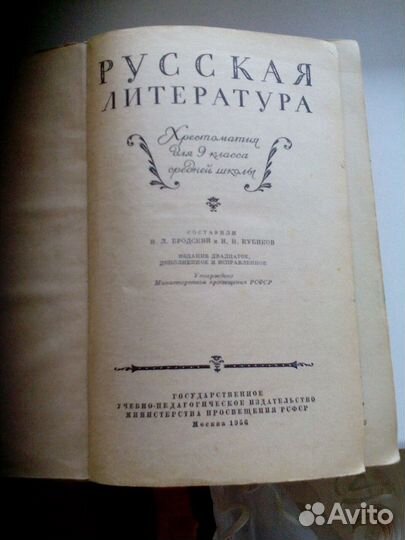 РУССКАЯ
ЛИТЕРАТУРА
Хрестоматия
для 9 класса
средней школы
СОСТАВИЛИ
Н. Л. БРОДСКИЙ и И. Н. КУБИКОВ
ИЗДАНИЕ ДВАДЦАТОЕ,
ДОПОЛНЕННОЕ И ИСПРАВЛЕННОЕ
Утверждено
Министерством просвещения РСФСР
ГОСУДАРСТВЕННОЕ
УЧЕБНО-ПЕДАГОГИЧЕСКОЕ ИЗДАТЕЛЬСТВО
МИНИСТЕРСТВА ПРОСВЕЩЕНИЯ РСФСР
Москва 1956
Avito